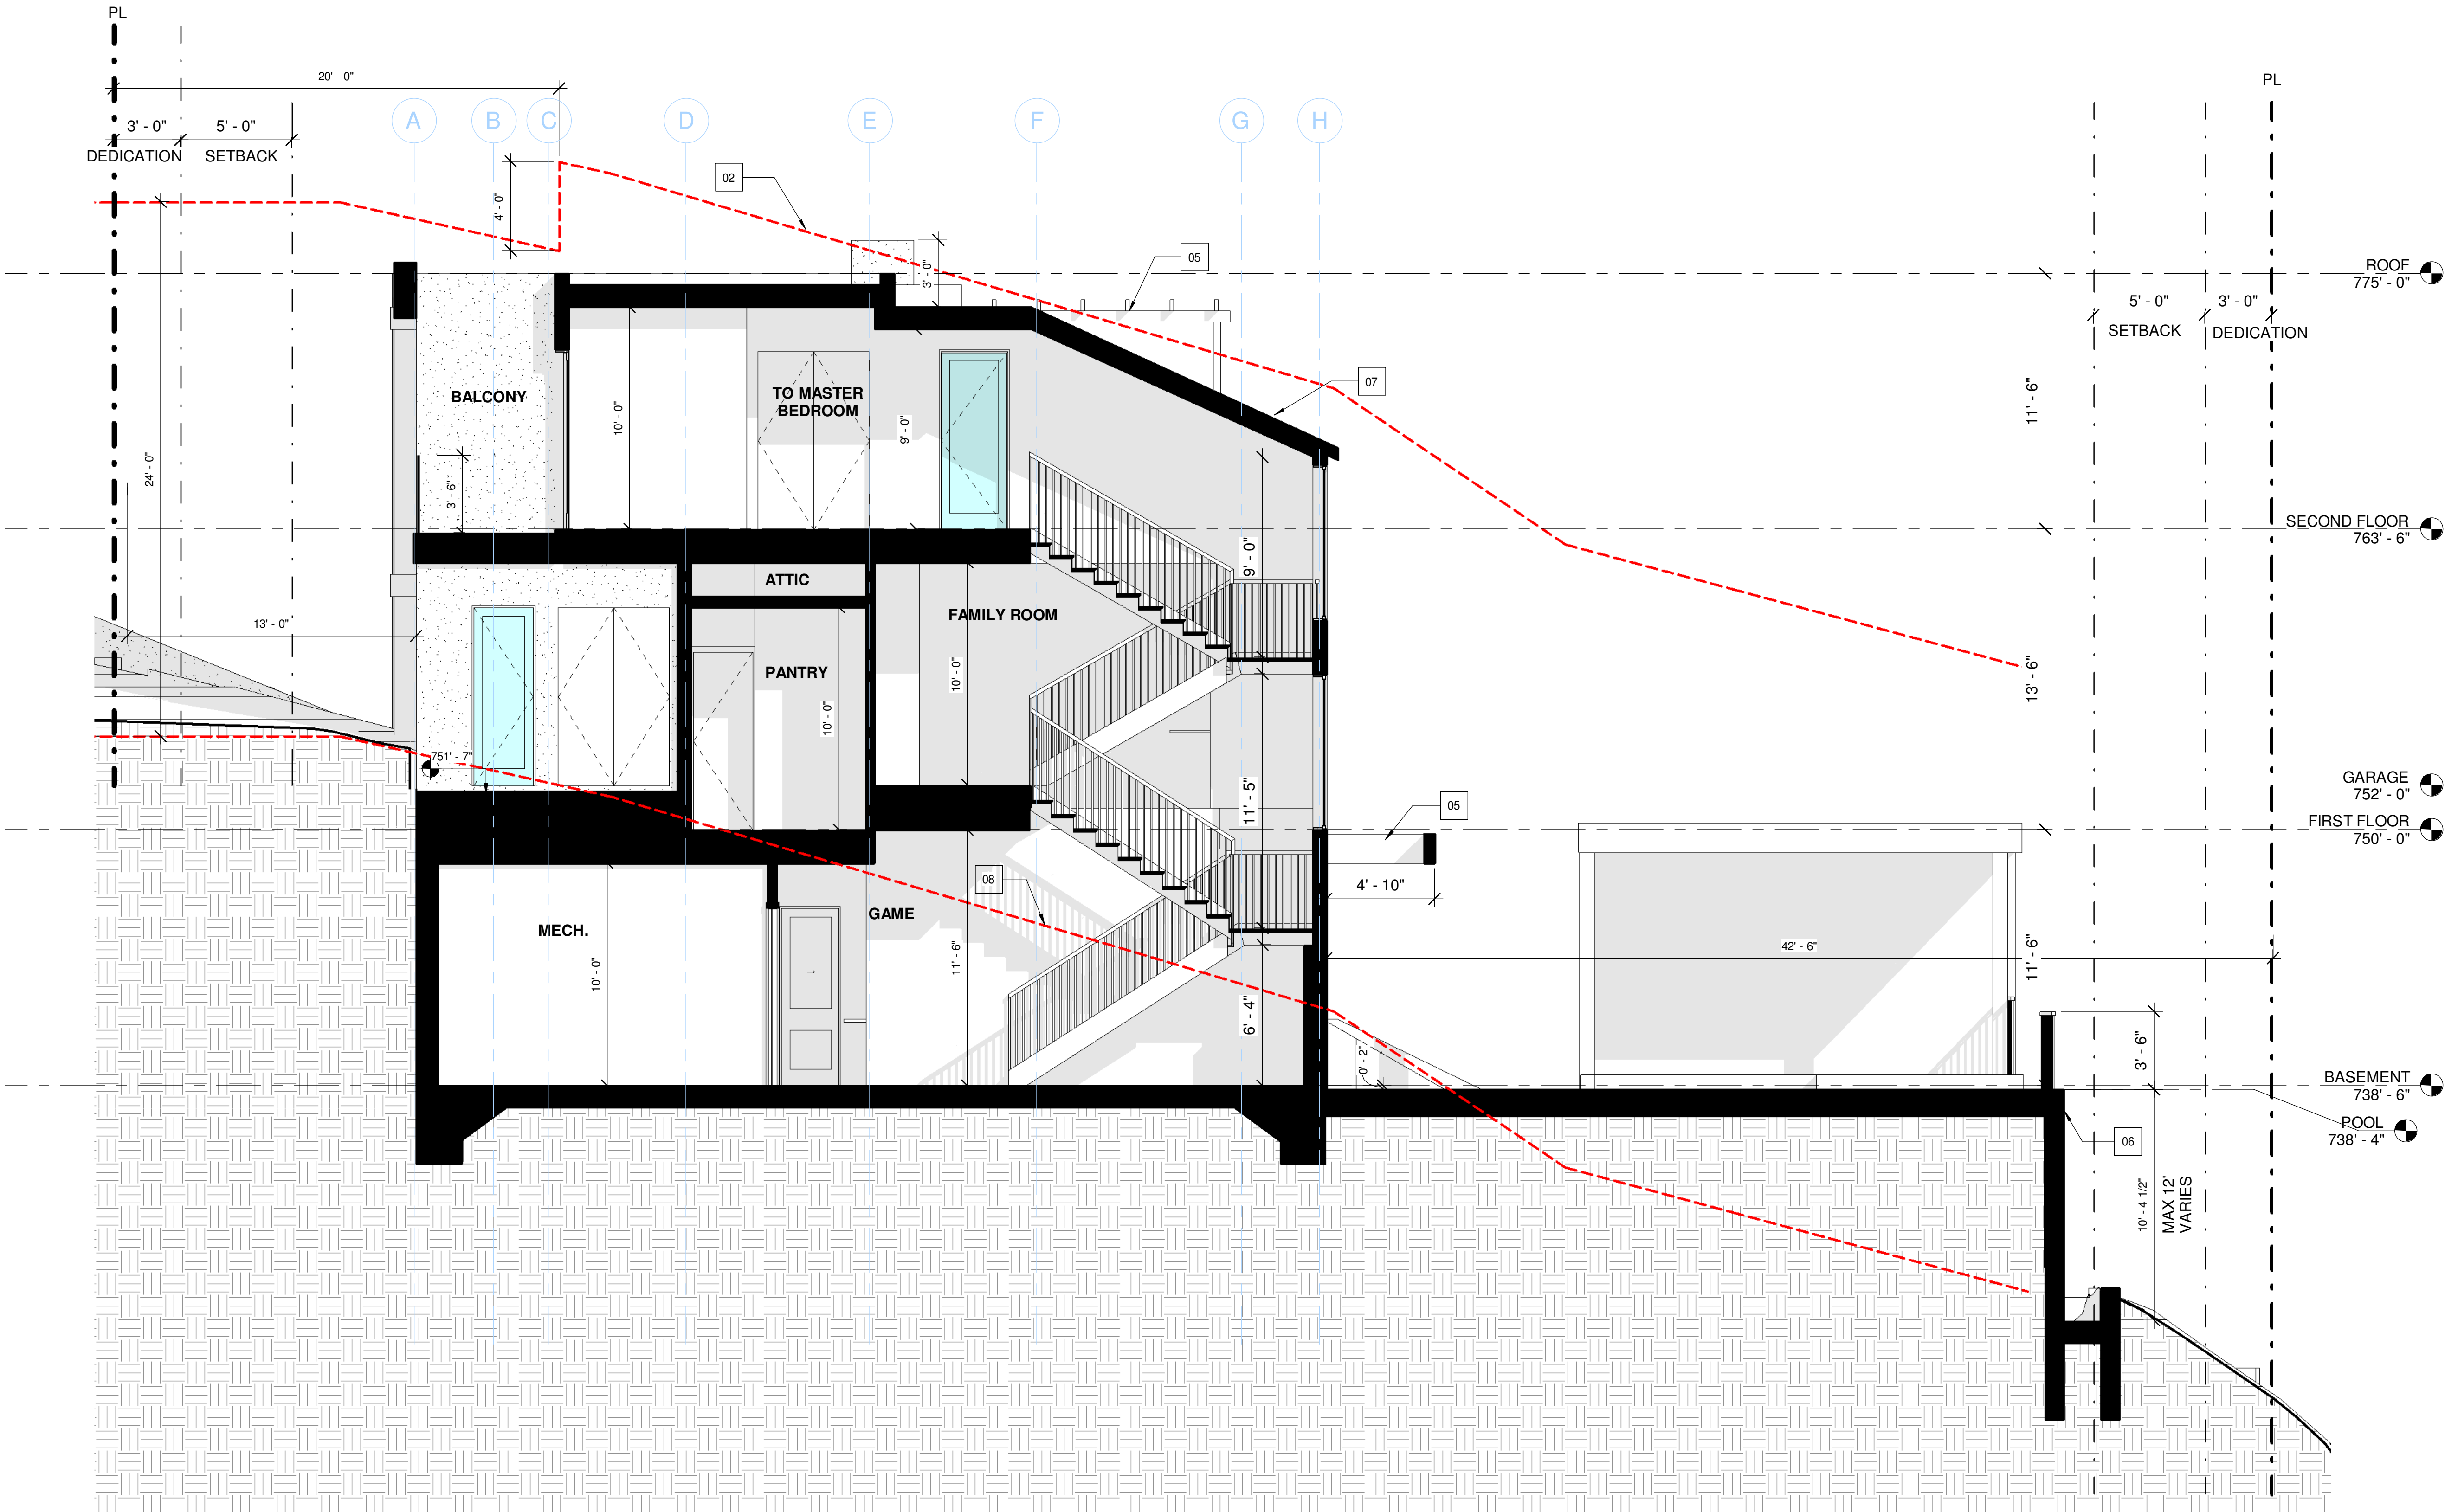 PL
PL
20' - 0"
3' - 0"
5' - 0"
DEDICATION
SETBACK
A
B
C
D
E
F
G
H
4' - 0"
02
3' - 0"
05
ROOF
775' - 0"
5' - 0"
3' - 0"
SETBACK
DEDICATION
07
24' - 0"
BALCONY
TO MASTER
BEDROOM
10' - 0"
9' - 0"
11' - 6"
3' - 6"
SECOND FLOOR
763' - 6"
9' - 0"
ATTIC
FAMILY ROOM
13' - 0"
PANTRY
10' - 0"
10' - 0"
13' - 6"
751' - 7"
GARAGE
752' - 0"
11' - 5"
05
FIRST FLOOR
750' - 0"
08
4' - 10"
GAME
MECH.
10' - 0"
11' - 6"
42' - 6"
11' - 6"
6' - 4"
0' - 2"
3' - 6"
BASEMENT
738' - 6"
POOL
738' - 4"
06
10' - 4 1/2"
MAX 12'
VARIES